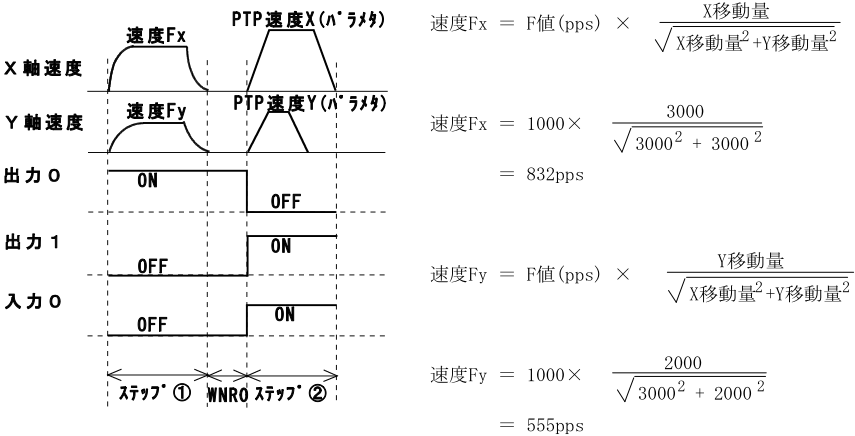 速度Fx
PTP速度X(ﾊﾟﾗﾒﾀ)
X軸速度
速度Fy
PTP速度Y(ﾊﾟﾗﾒﾀ)
Y軸速度
出力0
ON
OFF
出力1
OFF
ON
入力0
OFF
ON
ｽﾃｯﾌﾟ① WNR0 ｽﾃｯﾌﾟ②
速度Fx = F値(pps) × X移動量 / √(X移動量²+Y移動量²)
速度Fx = 1000× 3000 / √(3000² + 3000²)
= 832pps
速度Fy = F値(pps) × Y移動量 / √(X移動量²+Y移動量²)
速度Fy = 1000× 2000 / √(3000² + 2000²)
= 555pps